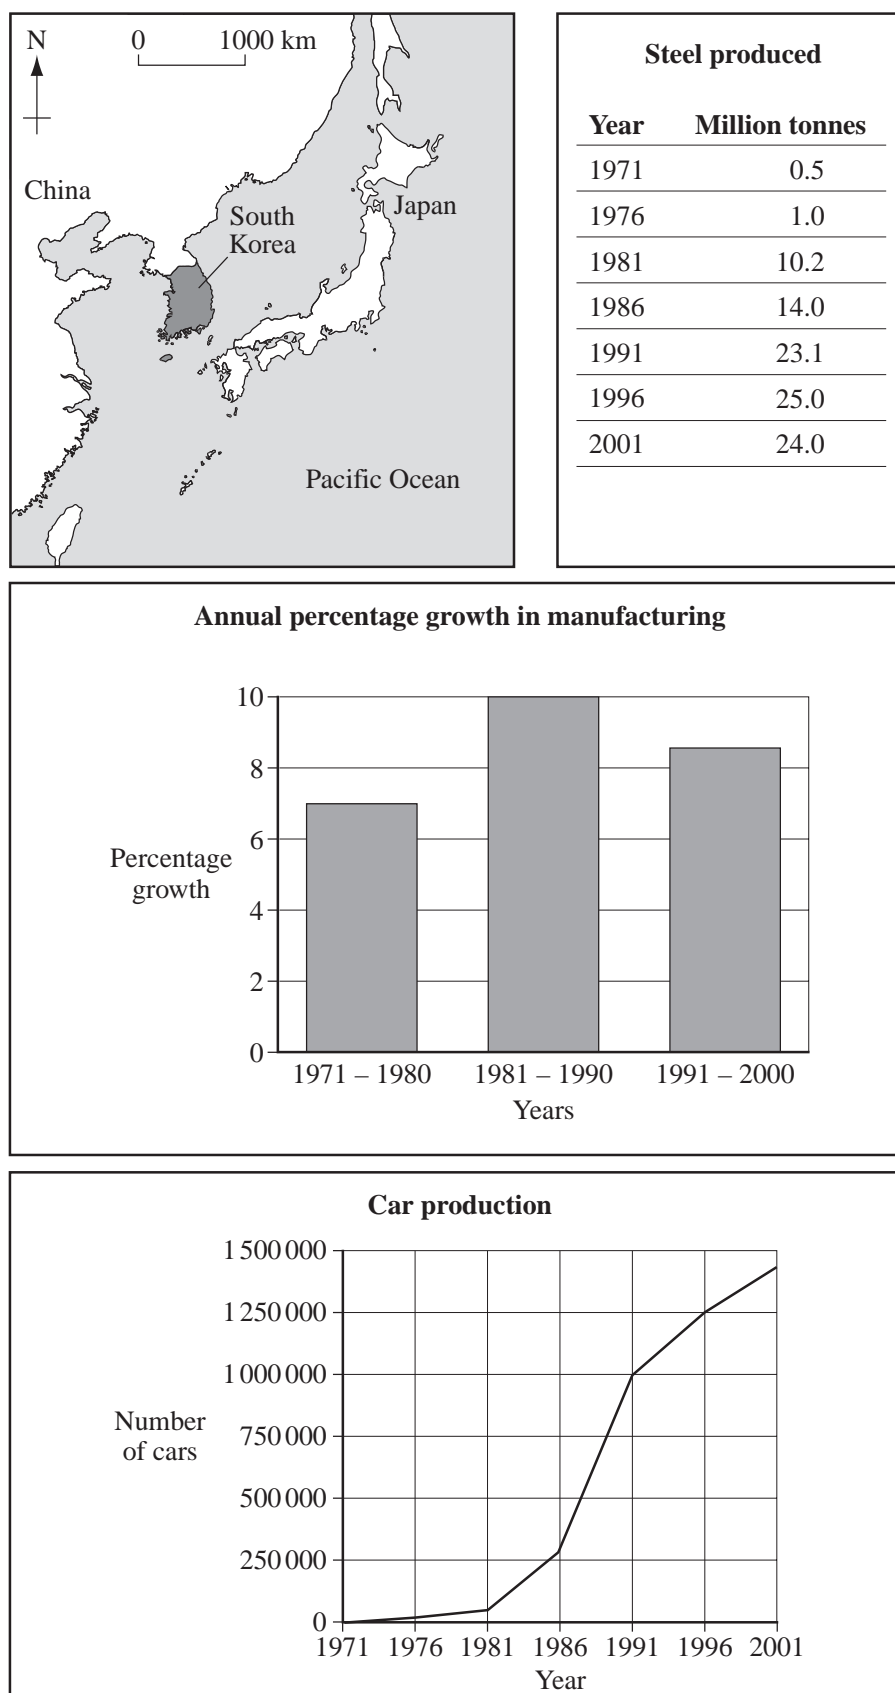 N
0 1000 km
China
South
Korea
Japan
Pacific Ocean
Steel produced
Year Million tonnes
1971 0.5
1976 1.0
1981 10.2
1986 14.0
1991 23.1
1996 25.0
2001 24.0
Annual percentage growth in manufacturing
10
8
6
4
2
0
Percentage
growth
1971 – 1980 1981 – 1990 1991 – 2000
Years
Car production
1 500 000
1 250 000
1 000 000
750 000
500 000
250 000
0
Number
of cars
1971 1976 1981 1986 1991 1996 2001
Year